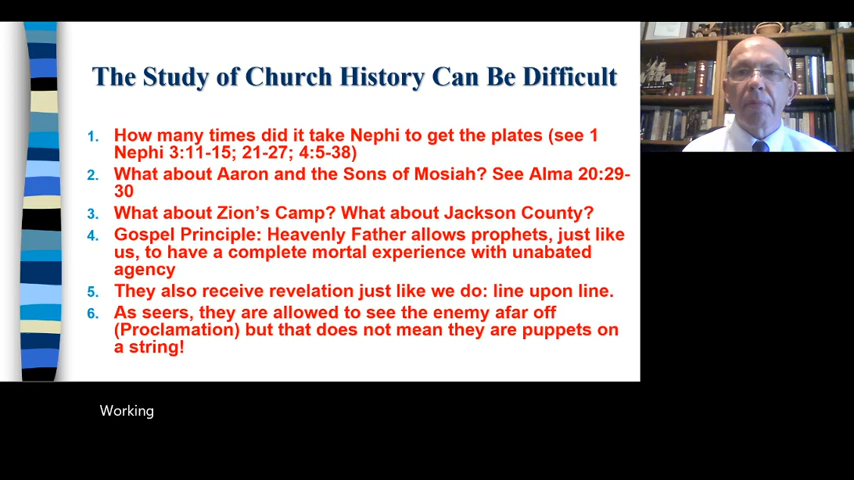 The Study of Church History Can Be Difficult
1. How many times did it take Nephi to get the plates (see 1
Nephi 3:11-15; 21-27; 4:5-38)
2. What about Aaron and the Sons of Mosiah? See Alma 20:29-
30
3. What about Zion's Camp? What about Jackson County?
4. Gospel Principle: Heavenly Father allows prophets, just like
us, to have a complete mortal experience with unabated
agency
5. They also receive revelation just like we do: line upon line.
6. As seers, they are allowed to see the enemy afar off
(Proclamation) but that does not mean they are puppets on
a string!
Working